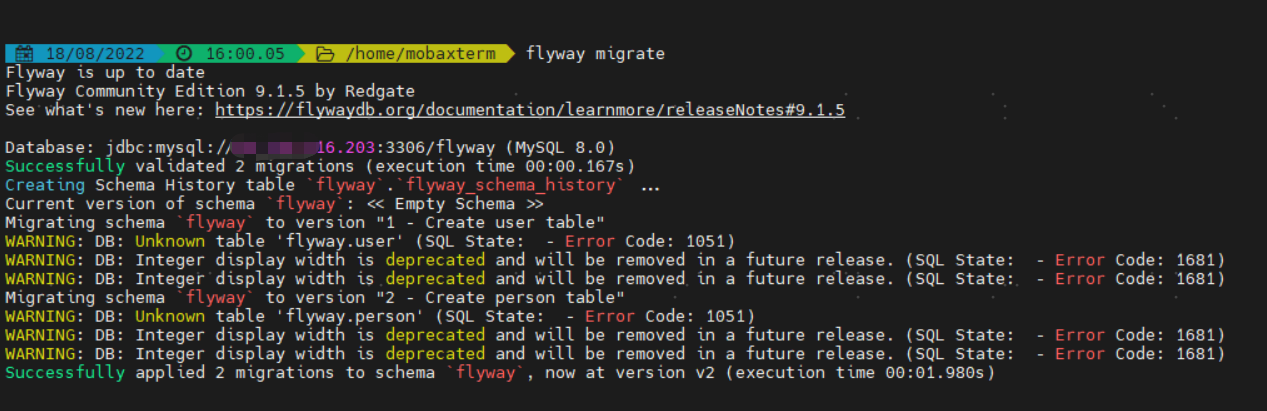 18/08/2022 16:00.05 /home/mobaxterm flyway migrate
Flyway is up to date
Flyway Community Edition 9.1.5 by Redgate
See what's new here: https://flywaydb.org/documentation/learnmore/releaseNotes#9.1.5
Database: jdbc:mysql://16.203:3306/flyway (MySQL 8.0)
Successfully validated 2 migrations (execution time 00:00.167s)
Creating Schema History table `flyway`.`flyway_schema_history` ...
Current version of schema `flyway`: << Empty Schema >>
Migrating schema `flyway` to version "1 - Create user table"
WARNING: DB: Unknown table 'flyway.user' (SQL State:  - Error Code: 1051)
WARNING: DB: Integer display width is deprecated and will be removed in a future release. (SQL State:  - Error Code: 1681)
WARNING: DB: Integer display width is deprecated and will be removed in a future release. (SQL State:  - Error Code: 1681)
Migrating schema `flyway` to version "2 - Create person table"
WARNING: DB: Unknown table 'flyway.person' (SQL State:  - Error Code: 1051)
WARNING: DB: Integer display width is deprecated and will be removed in a future release. (SQL State:  - Error Code: 1681)
WARNING: DB: Integer display width is deprecated and will be removed in a future release. (SQL State:  - Error Code: 1681)
Successfully applied 2 migrations to schema `flyway`, now at version v2 (execution time 00:01.980s)